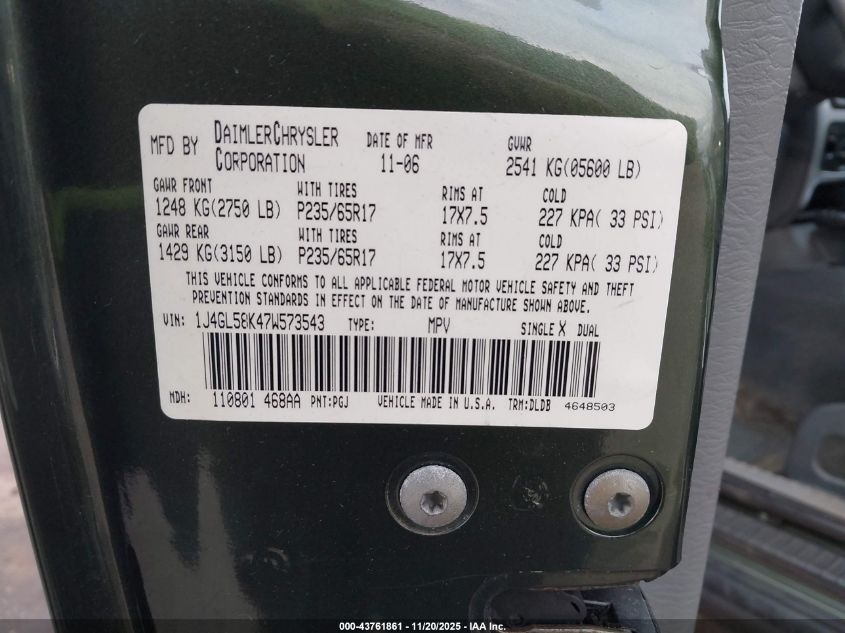 MFD BY DAIMLERCHRYSLER CORPORATION DATE OF MFR 11-06 GVWR 2541 KG(05600 LB)
GAWR FRONT WITH TIRES RIMS AT COLD
1248 KG(2750 LB) P235/65R17 17X7.5 227 KPA( 33 PSI)
GAWR REAR WITH TIRES RIMS AT COLD
1429 KG(3150 LB) P235/65R17 17X7.5 227 KPA( 33 PSI)
THIS VEHICLE CONFORMS TO ALL APPLICABLE FEDERAL MOTOR VEHICLE SAFETY AND THEFT
PREVENTION STANDARDS IN EFFECT ON THE DATE OF MANUFACTURE SHOWN ABOVE.
VIN: 1J4GL58K47W573543 TYPE: MPV SINGLE X DUAL
MDH: 110801 468AA PNT:PGJ VEHICLE MADE IN U.S.A. TRM:DLDB 4648503
000-43761861 — 11/20/2025 — IAA Inc.